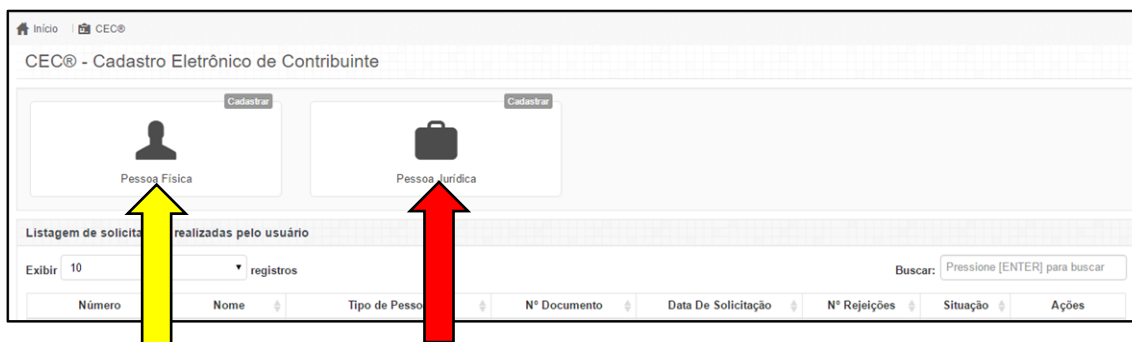 Início CEC®
CEC® - Cadastro Eletrônico de Contribuinte
Cadastrar Cadastrar
Pessoa Física Pessoa Jurídica
Listagem de realizadas pelo usuário
Exibir 10 registros Buscar: Pressione [ENTER] para buscar
Número Nome Tipo de Nº Documento Data De Solicitação Nº Rejeições Situação Ações